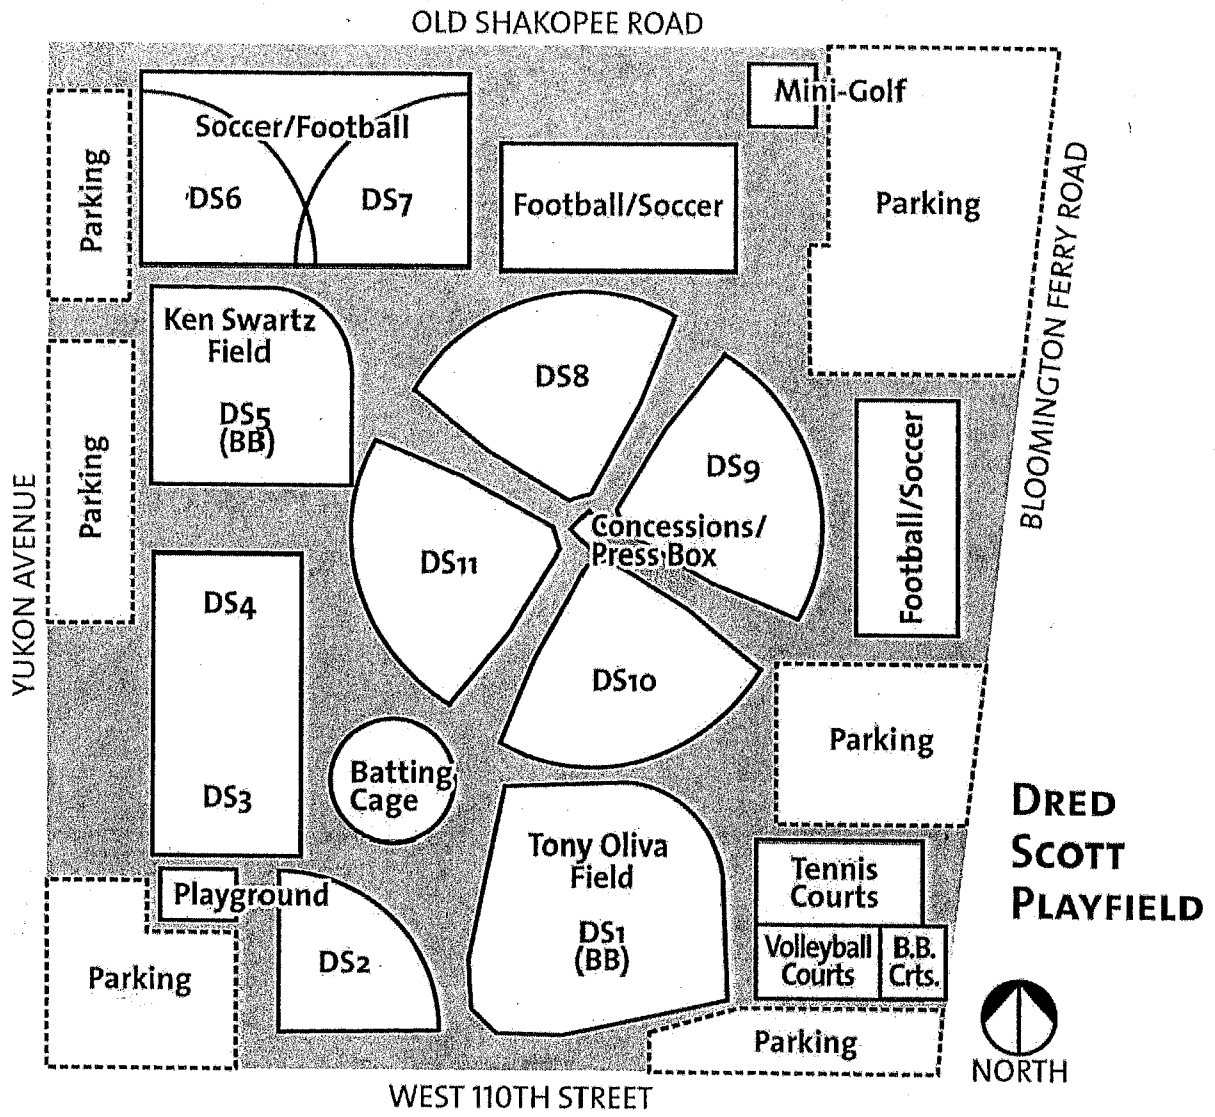 OLD SHAKOPEE ROAD
Mini-Golf
Parking
Soccer/Football
DS6
DS7
Football/Soccer
Parking
BLOOMINGTON FERRY ROAD
Ken Swartz
Field
DS5
(BB)
DS8
Parking
DS9
Football/Soccer
Concessions/
Press Box
YUKON AVENUE
DS11
DS4
DS10
Parking
Batting
Cage
DS3
DRED
SCOTT
PLAYFIELD
Tony Oliva
Field
DS1
(BB)
Tennis
Courts
Playground
Volleyball
Courts
B.B.
Crts.
DS2
Parking
Parking
NORTH
WEST 110TH STREET